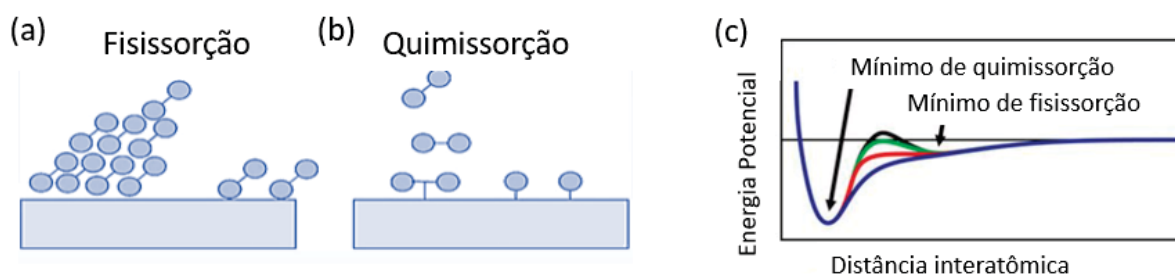 (a)
Fisissorção
(b)
Quimissorção
(c)
Energia Potencial
Mínimo de quimissorção
Mínimo de fisissorção
Distância interatômica